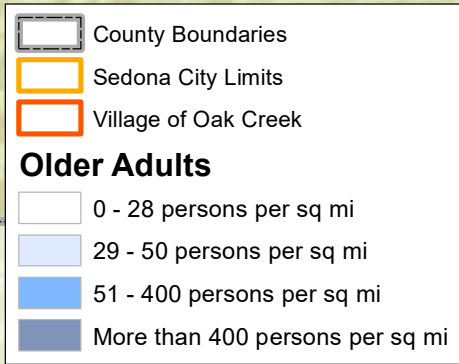 County Boundaries
Sedona City Limits
Village of Oak Creek
Older Adults
0 - 28 persons per sq mi
29 - 50 persons per sq mi
51 - 400 persons per sq mi
More than 400 persons per sq mi